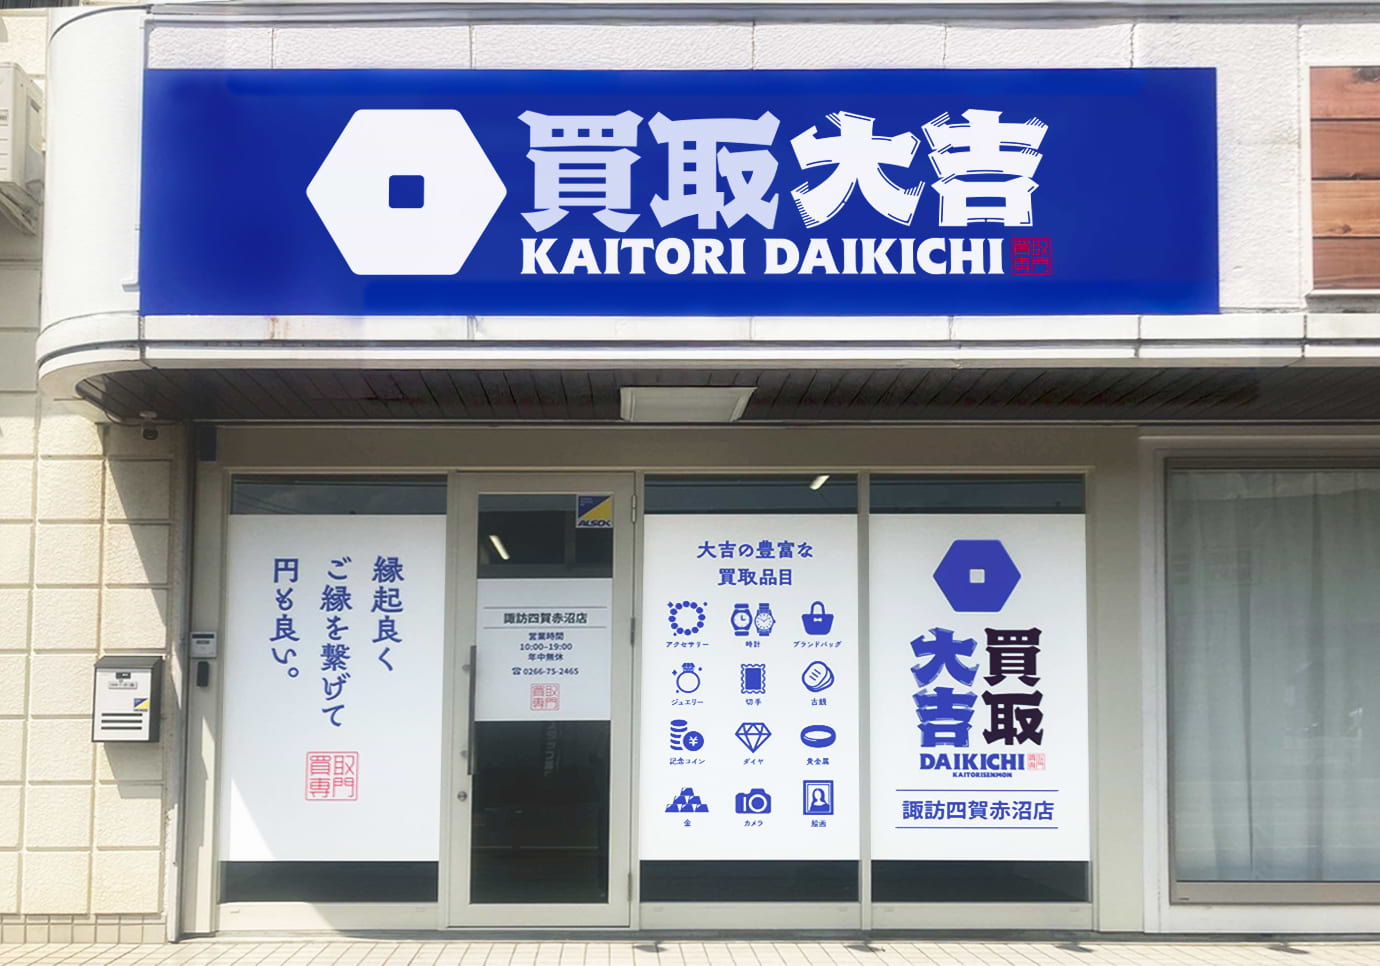 買取大吉
KAITORI DAIKICHI
買取専門
縁起良く
ご縁を繋げて
円も良い。
買取専門
ALSOK
諏訪四賀赤沼店
営業時間
10:00-19:00
年中無休
☎0266-75-2465
買取専門
大吉の豊富な
買取品目
アクセサリー
時計
ブランドバッグ
ジュエリー
切手
古銭
記念コイン
ダイヤ
貴金属
金
カメラ
絵画
買取
大吉
DAIKICHI
買取専門
KAITORISENMON
諏訪四賀赤沼店